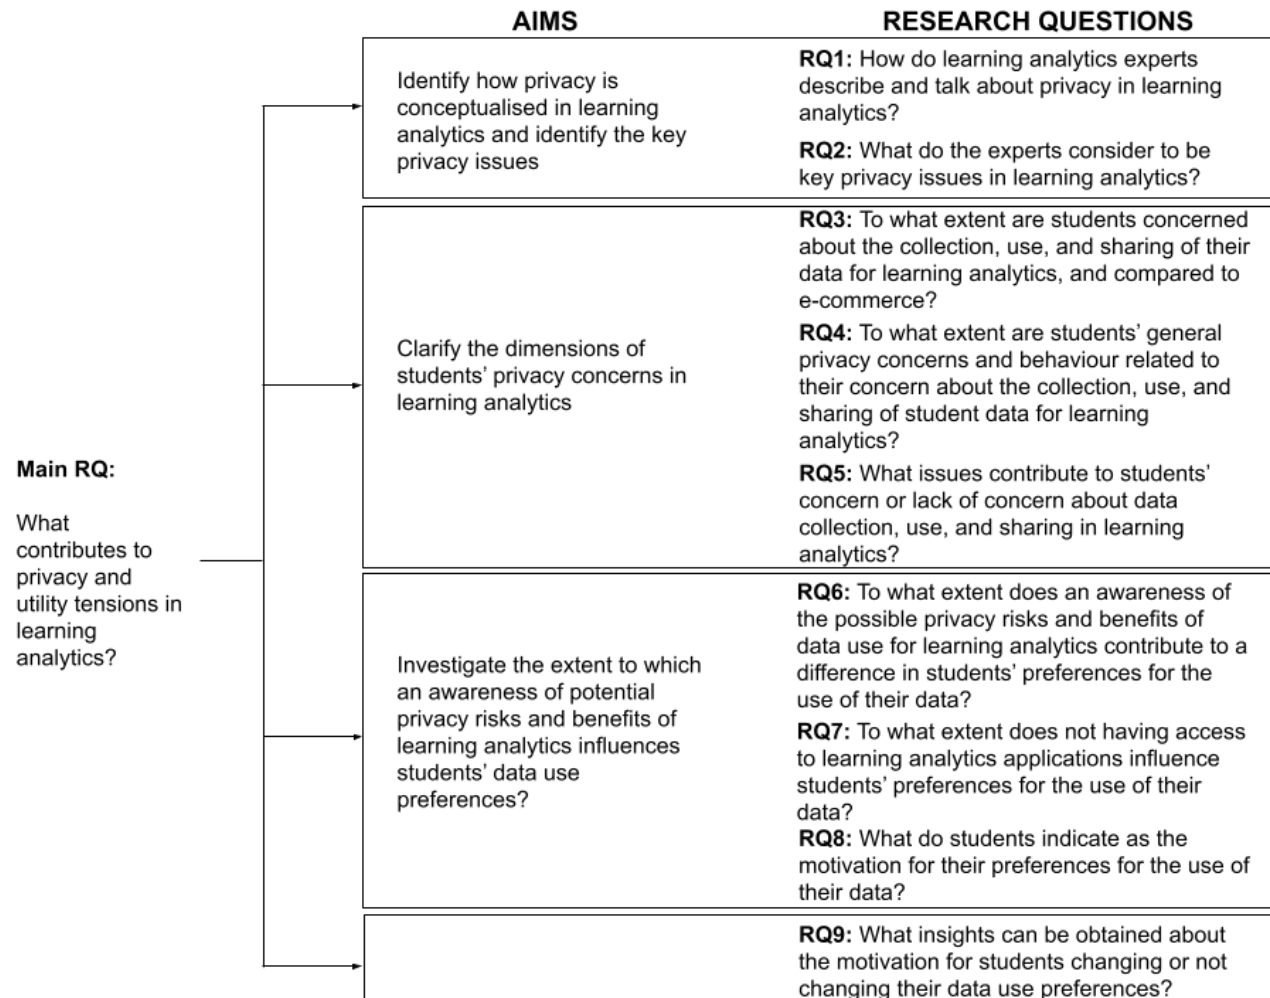 AIMS
RESEARCH QUESTIONS
Main RQ:
What
contributes to
privacy and
utility tensions in
learning
analytics?
Identify how privacy is
conceptualised in learning
analytics and identify the key
privacy issues
RQ1: How do learning analytics experts
describe and talk about privacy in learning
analytics?
RQ2: What do the experts consider to be
key privacy issues in learning analytics?
Clarify the dimensions of
students’ privacy concerns in
learning analytics
RQ3: To what extent are students concerned
about the collection, use, and sharing of their
data for learning analytics, and compared to
e-commerce?
RQ4: To what extent are students’ general
privacy concerns and behaviour related to
their concern about the collection, use, and
sharing of student data for learning
analytics?
RQ5: What issues contribute to students’
concern or lack of concern about data
collection, use, and sharing in learning
analytics?
Investigate the extent to which
an awareness of potential
privacy risks and benefits of
learning analytics influences
students’ data use
preferences?
RQ6: To what extent does an awareness of
the possible privacy risks and benefits of
data use for learning analytics contribute to a
difference in students’ preferences for the
use of their data?
RQ7: To what extent does not having access
to learning analytics applications influence
students’ preferences for the use of their
data?
RQ8: What do students indicate as the
motivation for their preferences for the use of
their data?
RQ9: What insights can be obtained about
the motivation for students changing or not
changing their data use preferences?